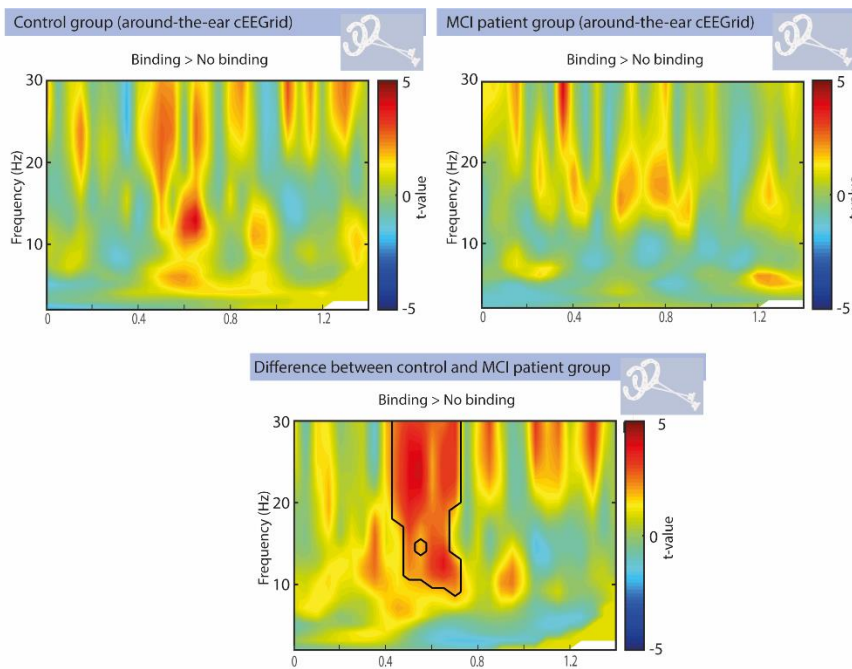 Control group (around-the-ear cEEGrid)
Binding > No binding
30
20
10
Frequency (Hz)
0
0.4
0.8
1.2
5
0
-5
t-value
MCI patient group (around-the-ear cEEGrid)
Binding > No binding
30
20
10
Frequency (Hz)
0
0.4
0.8
1.2
5
0
-5
t-value
Difference between control and MCI patient group
Binding > No binding
30
20
10
Frequency (Hz)
0
0.4
0.8
1.2
5
0
-5
t-value